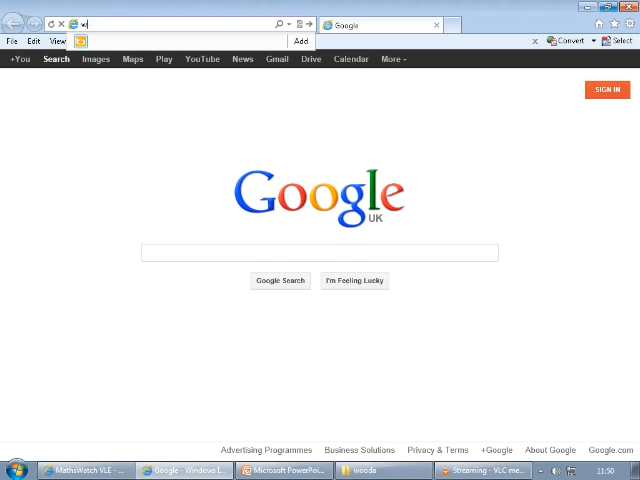 w
Google
Add
File Edit View
Convert Select
+You Search Images Maps Play YouTube News Gmail Drive Calendar More
SIGN IN
Google
UK
Google Search I'm Feeling Lucky
Advertising Programmes Business Solutions Privacy & Terms +Google About Google Google.com
MathsWatch VLE - ... Google - Windows I... Microsoft PowerPoi... wooda Streaming - VLC me... 11:50